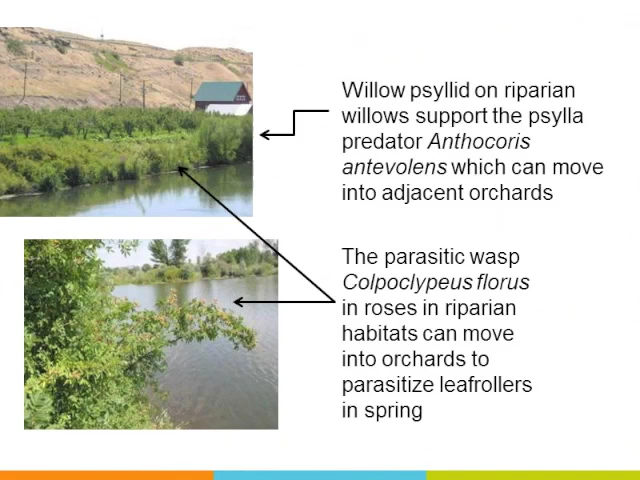 Willow psyllid on riparian
willows support the psylla
predator Anthocoris
antevolens which can move
into adjacent orchards
The parasitic wasp
Colpoclypeus florus
in roses in riparian
habitats can move
into orchards to
parasitize leafrollers
in spring